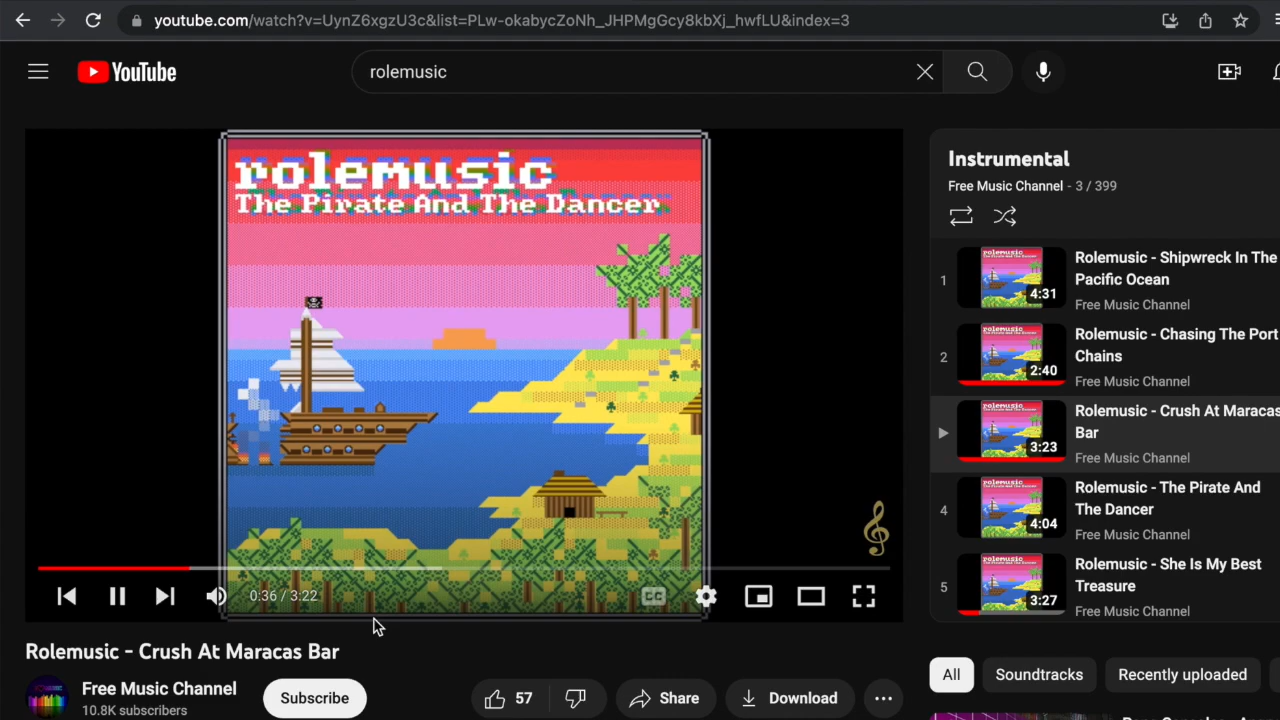 youtube.com/watch?v=UynZ6xgzU3c&list=PLw-okabycZoNh_JHPMgGcy8kbXj_hwfLU&index=3
YouTube
rolemusic
rolemusic
The Pirate And The Dancer
0:36 / 3:22
CC
Rolemusic - Crush At Maracas Bar
Free Music Channel
10.8K subscribers
Subscribe
57
Share
Download
Instrumental
Free Music Channel - 3 / 399
1
4:31
Rolemusic - Shipwreck In The
Pacific Ocean
Free Music Channel
2
2:40
Rolemusic - Chasing The Port
Chains
Free Music Channel
3:23
Rolemusic - Crush At Maracas
Bar
Free Music Channel
4
4:04
Rolemusic - The Pirate And
The Dancer
Free Music Channel
5
3:27
Rolemusic - She Is My Best
Treasure
Free Music Channel
All
Soundtracks
Recently uploaded